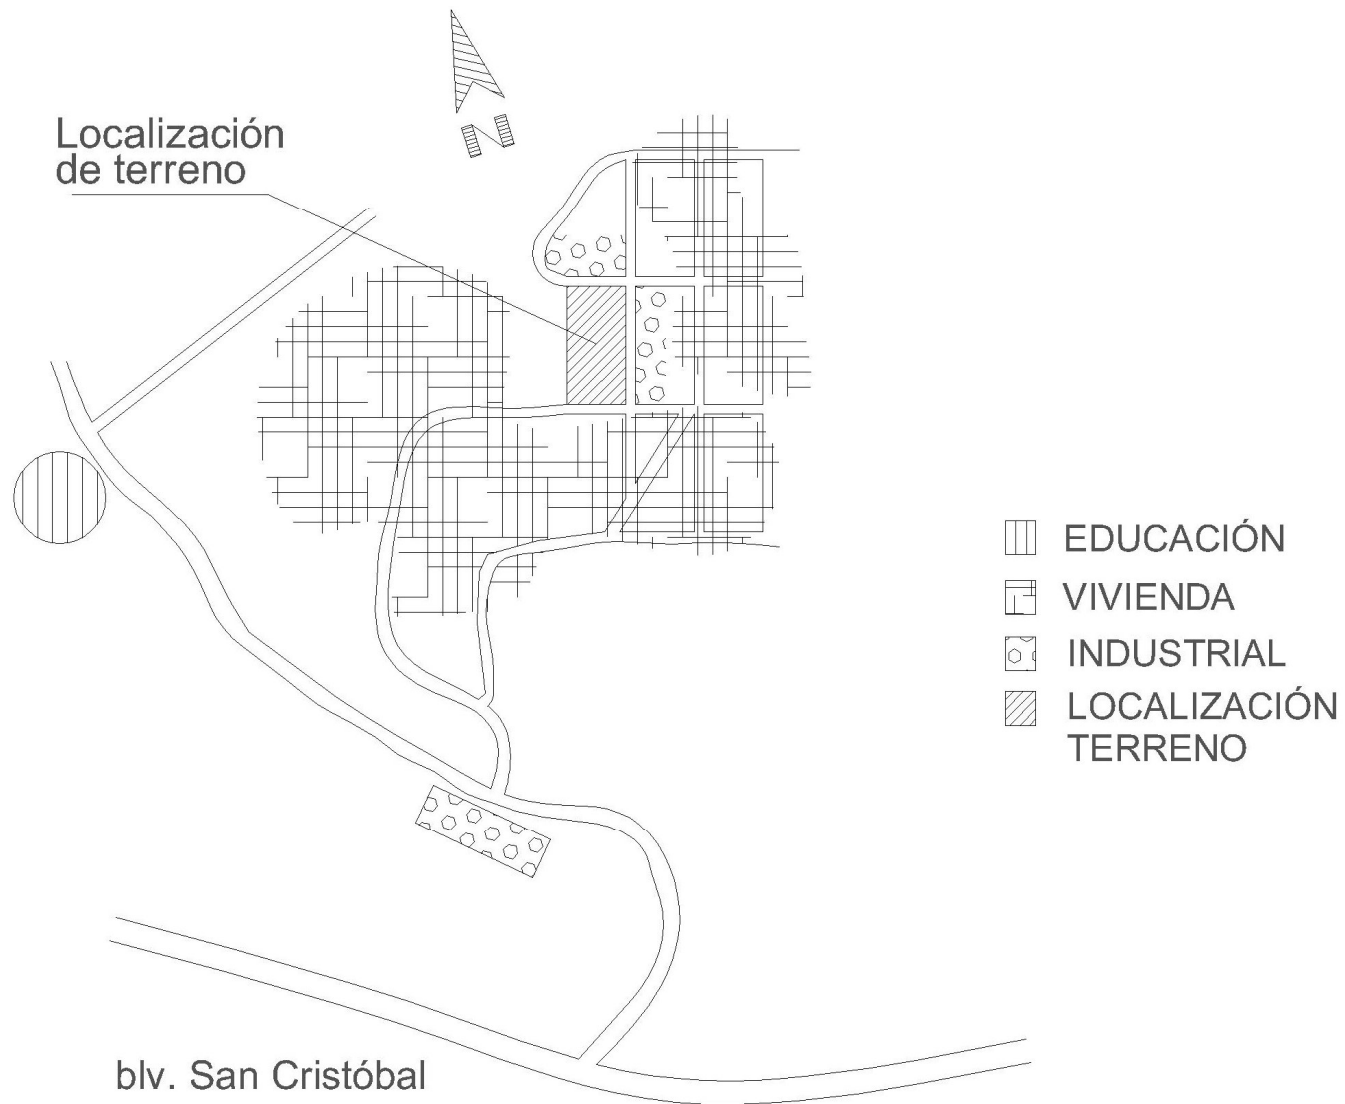 N
Localización
de terreno
EDUCACIÓN
VIVIENDA
INDUSTRIAL
LOCALIZACIÓN
TERRENO
blv. San Cristóbal